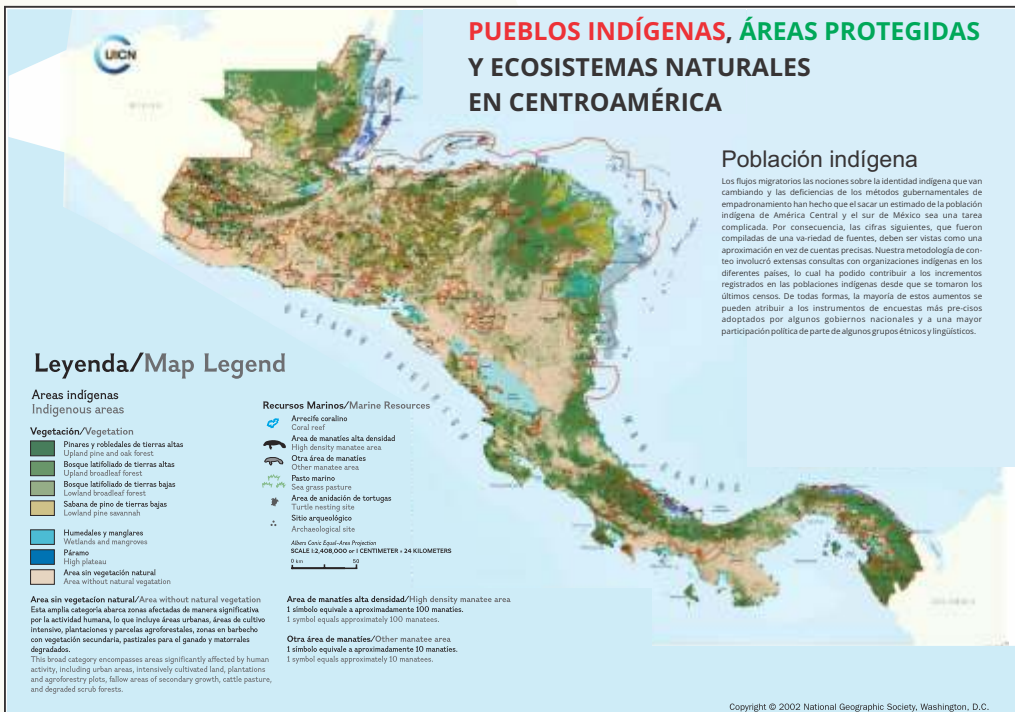 UICN
PUEBLOS INDÍGENAS, ÁREAS PROTEGIDAS
Y ECOSISTEMAS NATURALES
EN CENTROAMÉRICA
Población indígena
Los flujos migratorios las nociones sobre la identidad indígena que van
cambiando y las deficiencias de los métodos gubernamentales de
empadronamiento han hecho que el sacar un estimado de la población
indígena de América Central y el sur de México sea una tarea
complicada. Por consecuencia, las cifras siguientes, que fueron
compiladas de una va-riedad de fuentes, deben ser vistas como una
aproximación en vez de cuentas precisas. Nuestra metodología de con-
teo involucró extensas consultas con organizaciones indígenas en los
diferentes países, lo cual ha podido contribuir a los incrementos
registrados en las poblaciones indígenas desde que se tomaron los
últimos censos. De todas formas, la mayoría de estos aumentos se
pueden atribuir a los instrumentos de encuestas más pre-cisos
adoptados por algunos gobiernos nacionales y a una mayor
participación política de parte de algunos grupos étnicos y lingüísticos.
OCEANO PACIFICO
MAR CARIBE
Leyenda/Map Legend
Areas indígenas
Indigenous areas
Vegetación/Vegetation
Pinares y robledales de tierras altas
Upland pine and oak forest
Bosque latifoliado de tierras altas
Upland broadleaf forest
Bosque latifoliado de tierras bajas
Lowland broadleaf forest
Sabana de pino de tierras bajas
Lowland pine savannah
Humedales y manglares
Wetlands and mangroves
Páramo
High plateau
Area sin vegetación natural
Area without natural vegatation
Recursos Marinos/Marine Resources
Arrecife coralino
Coral reef
Area de manatíes alta densidad
High density manatee area
Otra área de manatíes
Other manatee area
Pasto marino
Sea grass pasture
Area de anidación de tortugas
Turtle nesting site
Sitio arqueológico
Archaeological site
Albers Conic Equal-Area Projection
SCALE 1:2,408,000 or 1 CENTIMETER = 24 KILOMETERS
0 km 50
Area sin vegetacíon natural/Area without natural vegetation
Esta amplia categoría abarca zonas afectadas de manera significativa
por la actividad humana, lo que incluye áreas urbanas, áreas de cultivo
intensivo, plantaciones y parcelas agroforestales, zonas en barbecho
con vegetación secundaria, pastizales para el ganado y matorrales
degradados.
This broad category encompasses areas significantly affected by human
activity, including urban areas, intensively cultivated land, plantations
and agroforestry plots, fallow areas of secondary growth, cattle pasture,
and degraded scrub forests.
Area de manatíes alta densidad/High density manatee area
1 símbolo equivale a aproximadamente 100 manatíes.
1 symbol equals approximately 100 manatees.
Otra área de manatíes/Other manatee area
1 símbolo equivale a aproximadamente 10 manatíes.
1 symbol equals approximately 10 manatees.
Copyright © 2002 National Geographic Society, Washington, D.C.